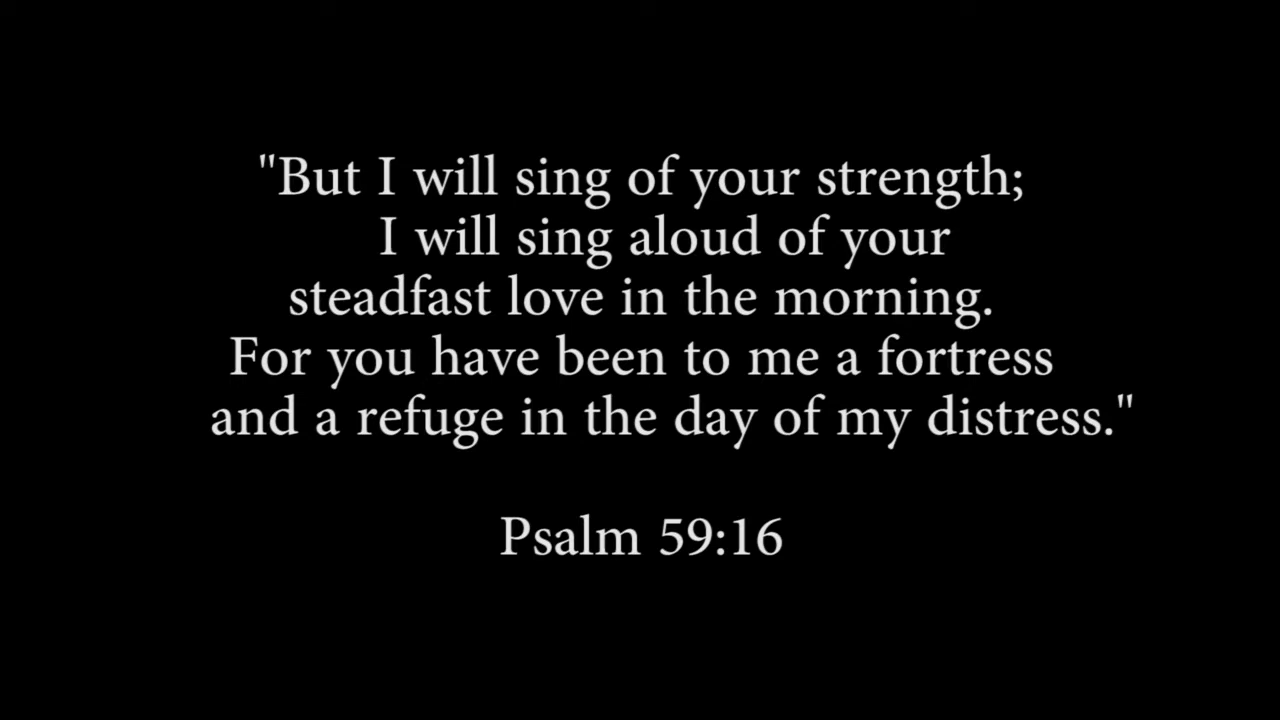 "But I will sing of your strength;
I will sing aloud of your
steadfast love in the morning.
For you have been to me a fortress
and a refuge in the day of my distress."
Psalm 59:16